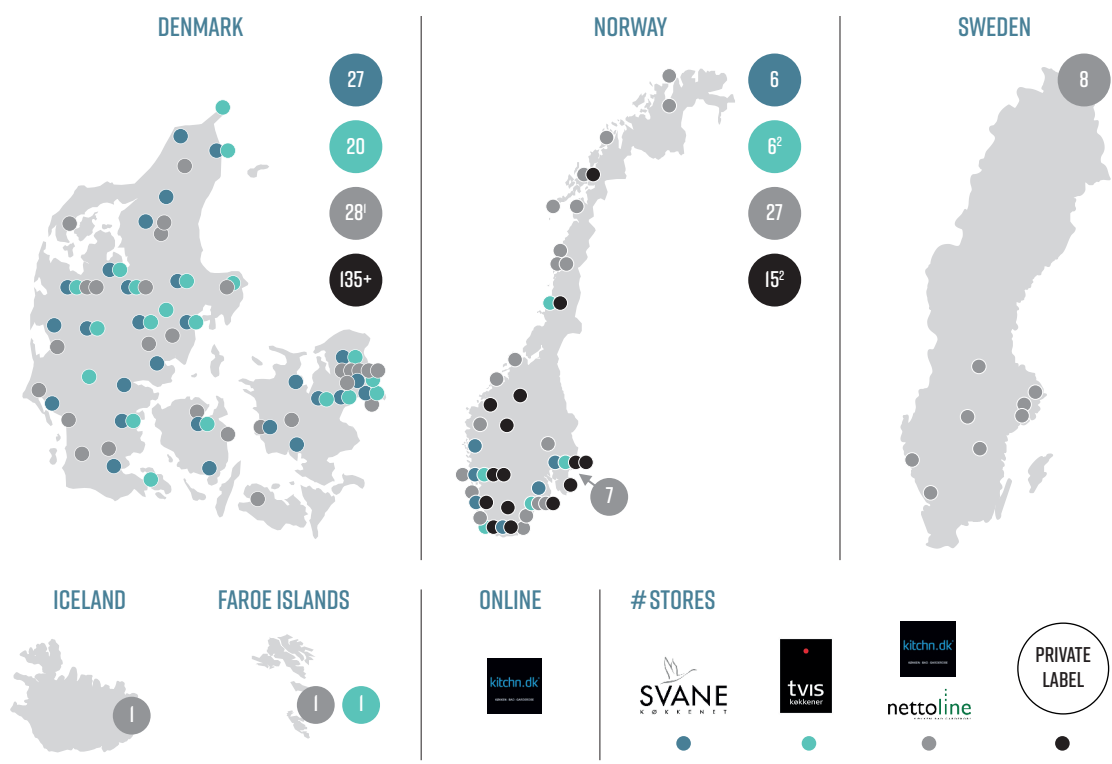 DENMARK
27
20
28¹
135+
NORWAY
6
6²
27
15²
7
SWEDEN
8
ICELAND
1
FAROE ISLANDS
1
1
ONLINE
kitchn.dk
# STORES
SVANE
KØKKENET
tvis
køkkener
kitchn.dk
nettoline
PRIVATE
LABEL